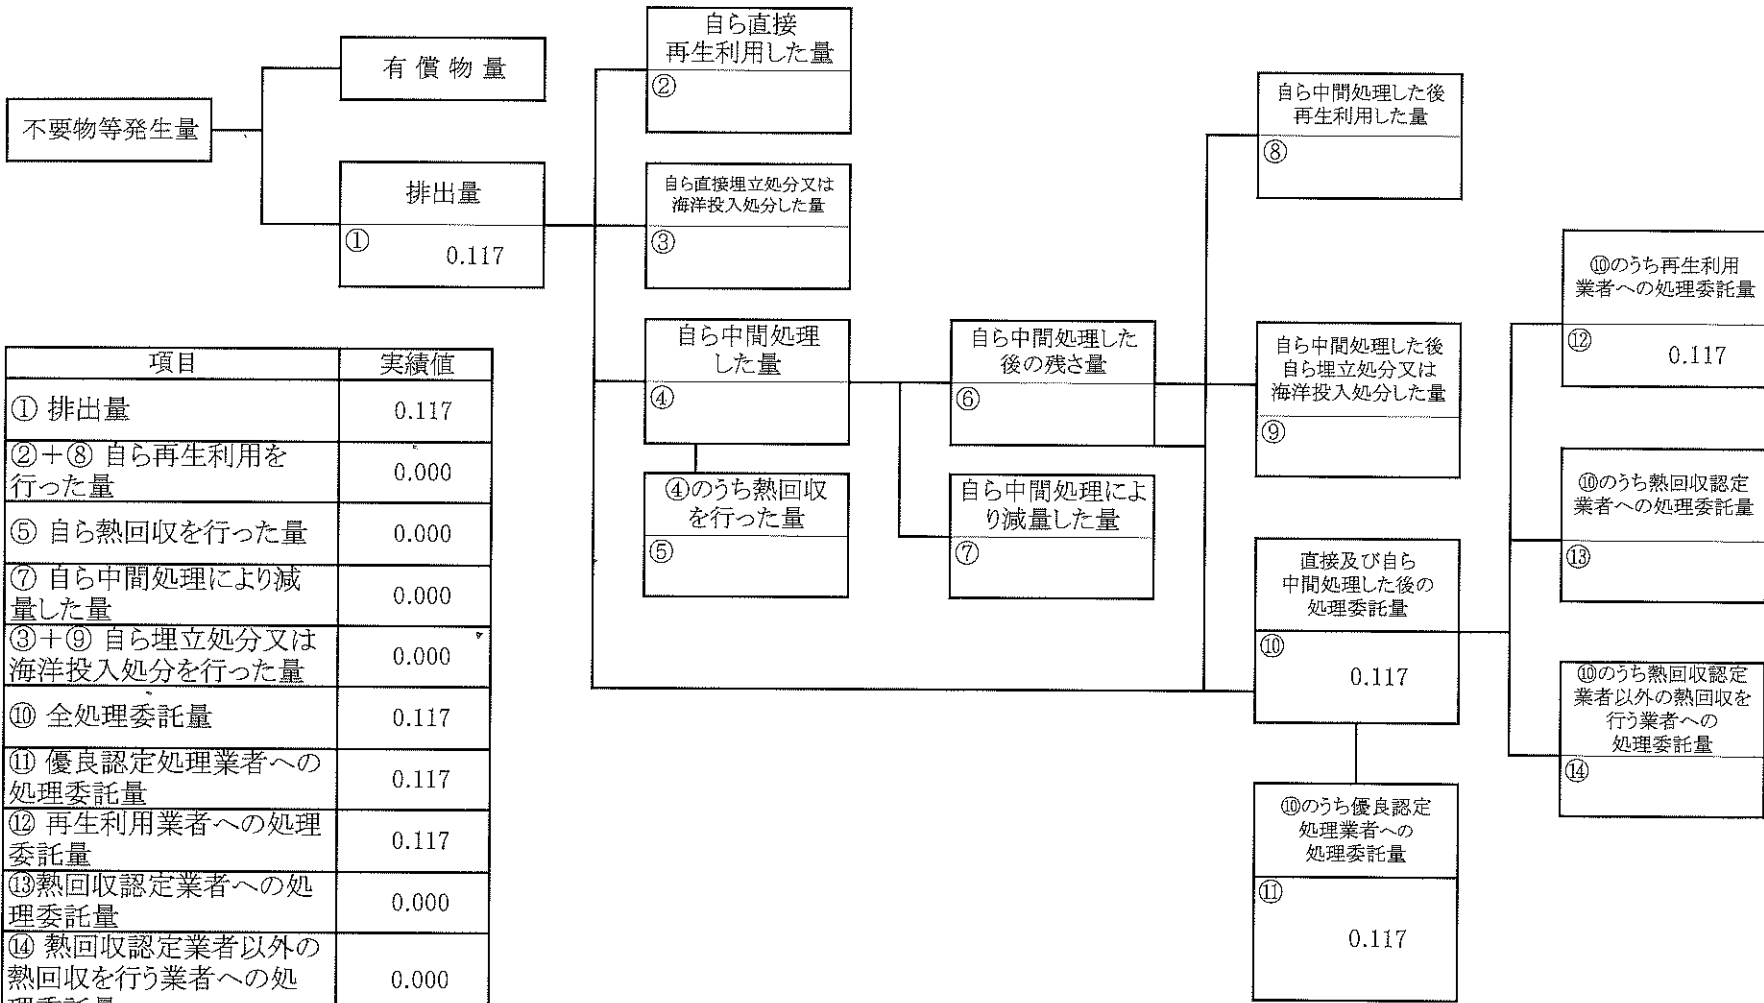 不要物等発生量
有償物量
排出量
①
0.117
自ら直接
再生利用した量
②
自ら直接埋立処分又は
海洋投入処分した量
③
自ら中間処理
した量
④
④のうち熱回収
を行った量
⑤
自ら中間処理した
後の残さ量
⑥
自ら中間処理によ
り減量した量
⑦
自ら中間処理した後
再生利用した量
⑧
自ら中間処理した後
自ら埋立処分又は
海洋投入処分した量
⑨
直接及び自ら
中間処理した後の
処理委託量
⑩
0.117
⑩のうち優良認定
処理業者への
処理委託量
⑪
0.117
⑩のうち再生利用
業者への処理委託量
⑫
0.117
⑩のうち熱回収認定
業者への処理委託量
⑬
⑩のうち熱回収認定
業者以外の熱回収を
行う業者への
処理委託量
⑭
項目 実績値
① 排出量 0.117
②+⑧ 自ら再生利用を
行った量 0.000
⑤ 自ら熱回収を行った量 0.000
⑦ 自ら中間処理により減
量した量 0.000
③+⑨ 自ら埋立処分又は
海洋投入処分を行った量 0.000
⑩ 全処理委託量 0.117
⑪ 優良認定処理業者への
処理委託量 0.117
⑫ 再生利用業者への処理
委託量 0.117
⑬熱回収認定業者への処
理委託量 0.000
⑭ 熱回収認定業者以外の
熱回収を行う業者への処 0.000
理委託量